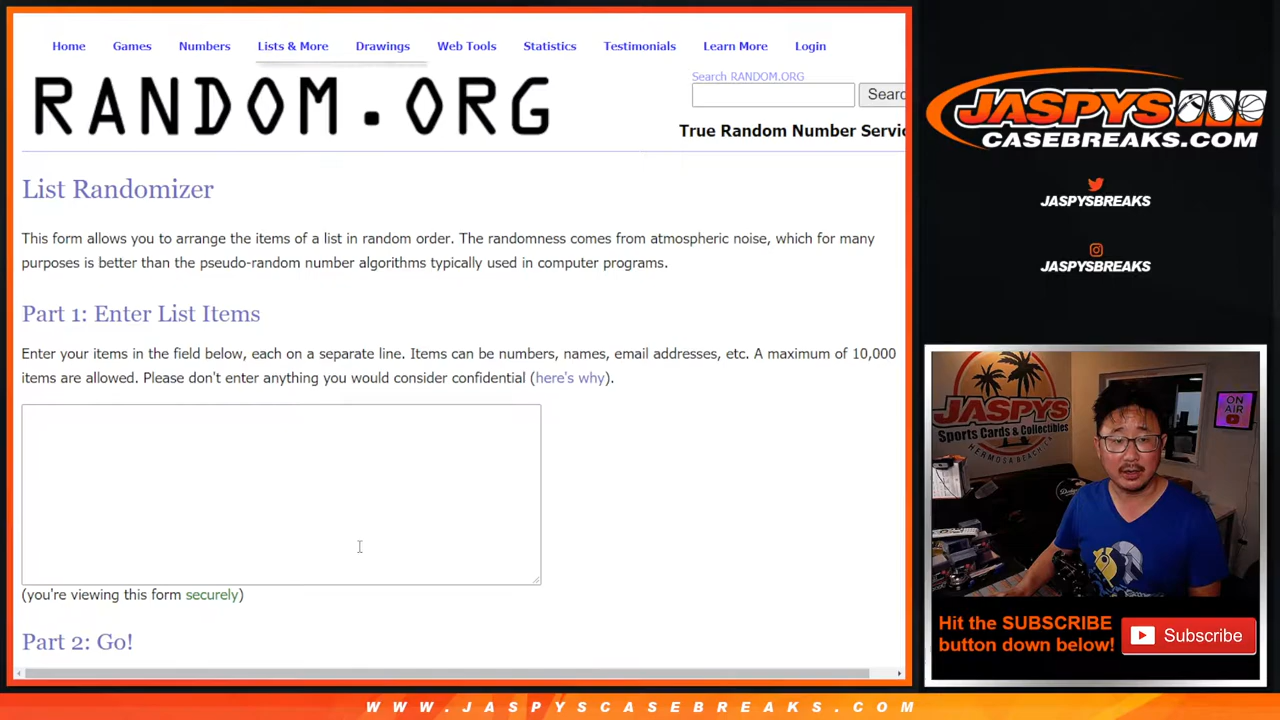 Home Games Numbers Lists & More Drawings Web Tools Statistics Testimonials Learn More Login
RANDOM.ORG
Search RANDOM.ORG
Searc
True Random Number Servic
List Randomizer
This form allows you to arrange the items of a list in random order. The randomness comes from atmospheric noise, which for many
purposes is better than the pseudo-random number algorithms typically used in computer programs.
Part 1: Enter List Items
Enter your items in the field below, each on a separate line. Items can be numbers, names, email addresses, etc. A maximum of 10,000
items are allowed. Please don't enter anything you would consider confidential (here's why).
(you're viewing this form securely)
Part 2: Go!
JASPYS
CASEBREAKS.COM
JASPYSBREAKS
JASPYSBREAKS
JASPYS
Sports Cards & Collectibles
HERMOSA BEACH, CA
ON
AIR
Hit the SUBSCRIBE
button down below!
Subscribe
WWW.JASPYSCASEBREAKS.COM